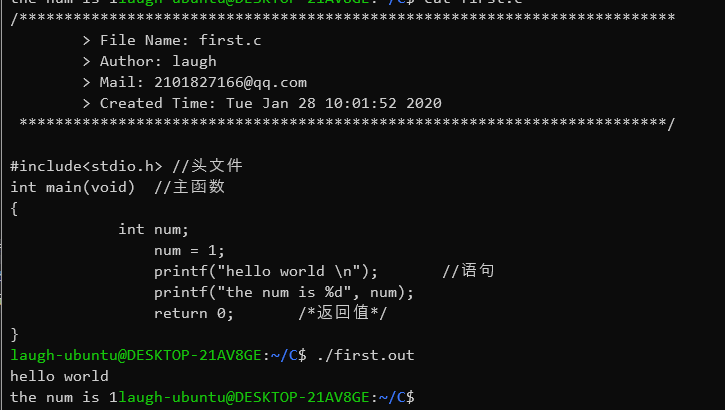 the num is 1laugh-ubuntu@DESKTOP-21AV8GE:~/C$ cat first.c
/*************************************************************************
> File Name: first.c
> Author: laugh
> Mail: 2101827166@qq.com
> Created Time: Tue Jan 28 10:01:52 2020
************************************************************************/
#include<stdio.h> //头文件
int main(void) //主函数
{
int num;
num = 1;
printf("hello world \n"); //语句
printf("the num is %d", num);
return 0; /*返回值*/
}
laugh-ubuntu@DESKTOP-21AV8GE:~/C$ ./first.out
hello world
the num is 1laugh-ubuntu@DESKTOP-21AV8GE:~/C$